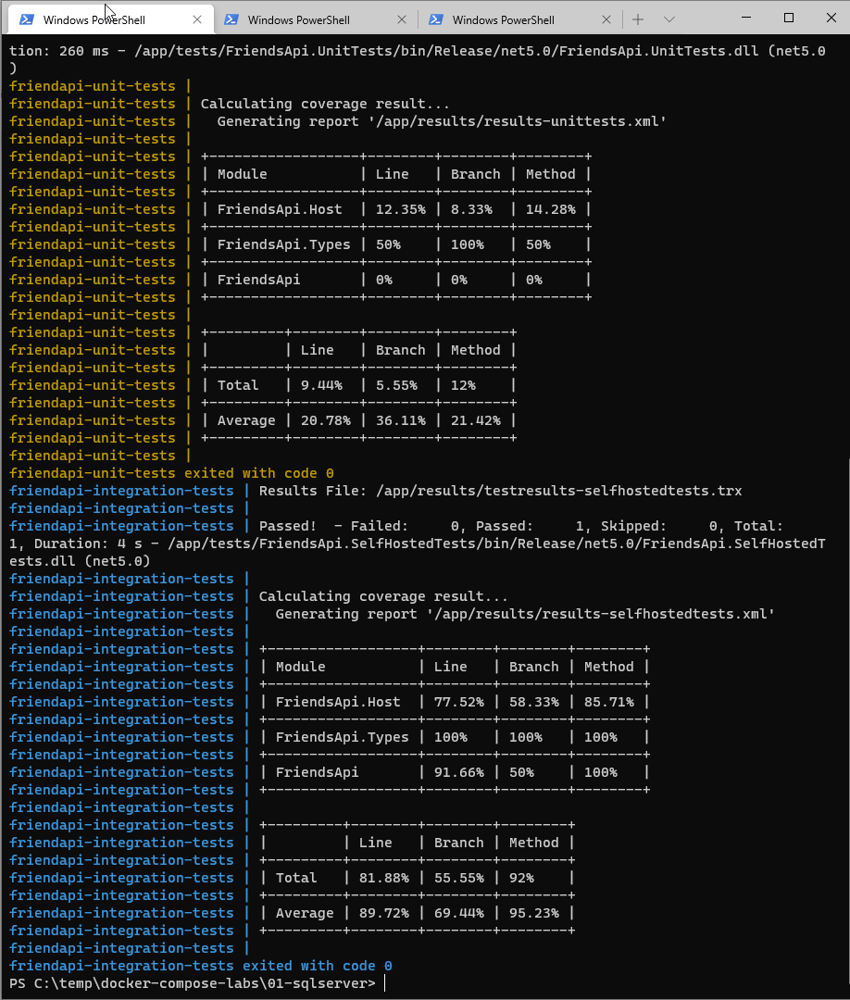 Windows PowerShell
Windows PowerShell
Windows PowerShell
tion: 260 ms - /app/tests/FriendsApi.UnitTests/bin/Release/net5.0/FriendsApi.UnitTests.dll (net5.0
)
friendapi-unit-tests |
friendapi-unit-tests | Calculating coverage result...
friendapi-unit-tests |   Generating report '/app/results/results-unittests.xml'
friendapi-unit-tests |
friendapi-unit-tests | +------------------+--------+--------+--------+
friendapi-unit-tests | | Module           | Line   | Branch | Method |
friendapi-unit-tests | +------------------+--------+--------+--------+
friendapi-unit-tests | | FriendsApi.Host  | 12.35% | 8.33%  | 14.28% |
friendapi-unit-tests | +------------------+--------+--------+--------+
friendapi-unit-tests | | FriendsApi.Types | 50%    | 100%   | 50%    |
friendapi-unit-tests | +------------------+--------+--------+--------+
friendapi-unit-tests | | FriendsApi       | 0%     | 0%     | 0%     |
friendapi-unit-tests | +------------------+--------+--------+--------+
friendapi-unit-tests |
friendapi-unit-tests | +---------+--------+--------+--------+
friendapi-unit-tests | |         | Line   | Branch | Method |
friendapi-unit-tests | +---------+--------+--------+--------+
friendapi-unit-tests | | Total   | 9.44%  | 5.55%  | 12%    |
friendapi-unit-tests | +---------+--------+--------+--------+
friendapi-unit-tests | | Average | 20.78% | 36.11% | 21.42% |
friendapi-unit-tests | +---------+--------+--------+--------+
friendapi-unit-tests |
friendapi-unit-tests exited with code 0
friendapi-integration-tests | Results File: /app/results/testresults-selfhostedtests.trx
friendapi-integration-tests |
friendapi-integration-tests | Passed!  - Failed:     0, Passed:     1, Skipped:     0, Total:
1, Duration: 4 s - /app/tests/FriendsApi.SelfHostedTests/bin/Release/net5.0/FriendsApi.SelfHostedT
ests.dll (net5.0)
friendapi-integration-tests |
friendapi-integration-tests | Calculating coverage result...
friendapi-integration-tests |   Generating report '/app/results/results-selfhostedtests.xml'
friendapi-integration-tests |
friendapi-integration-tests | +------------------+--------+--------+--------+
friendapi-integration-tests | | Module           | Line   | Branch | Method |
friendapi-integration-tests | +------------------+--------+--------+--------+
friendapi-integration-tests | | FriendsApi.Host  | 77.52% | 58.33% | 85.71% |
friendapi-integration-tests | +------------------+--------+--------+--------+
friendapi-integration-tests | | FriendsApi.Types | 100%   | 100%   | 100%   |
friendapi-integration-tests | +------------------+--------+--------+--------+
friendapi-integration-tests | | FriendsApi       | 91.66% | 50%    | 100%   |
friendapi-integration-tests | +------------------+--------+--------+--------+
friendapi-integration-tests |
friendapi-integration-tests | +---------+--------+--------+--------+
friendapi-integration-tests | |         | Line   | Branch | Method |
friendapi-integration-tests | +---------+--------+--------+--------+
friendapi-integration-tests | | Total   | 81.88% | 55.55% | 92%    |
friendapi-integration-tests | +---------+--------+--------+--------+
friendapi-integration-tests | | Average | 89.72% | 69.44% | 95.23% |
friendapi-integration-tests | +---------+--------+--------+--------+
friendapi-integration-tests |
friendapi-integration-tests exited with code 0
PS C:\temp\docker-compose-labs\01-sqlserver>